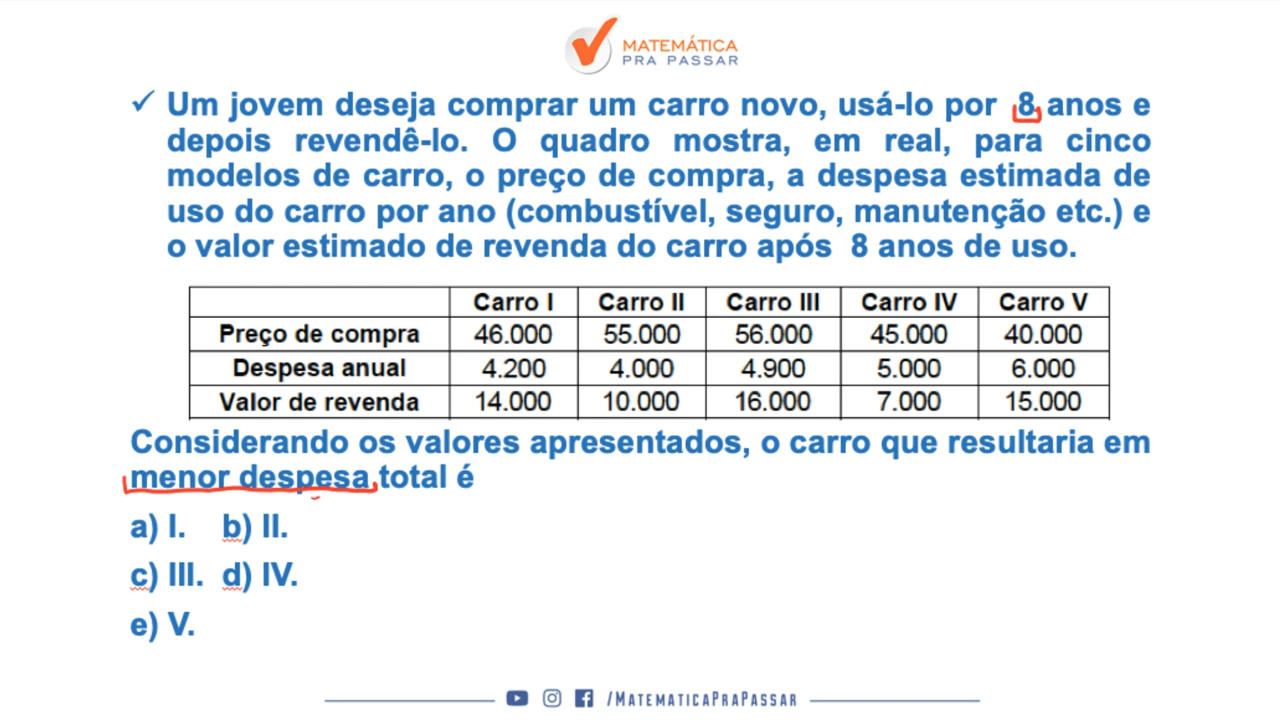 MATEMÁTICA
PRA PASSAR
✓ Um jovem deseja comprar um carro novo, usá-lo por 8 anos e
depois revendê-lo. O quadro mostra, em real, para cinco
modelos de carro, o preço de compra, a despesa estimada de
uso do carro por ano (combustível, seguro, manutenção etc.) e
o valor estimado de revenda do carro após 8 anos de uso.
Carro I Carro II Carro III Carro IV Carro V
Preço de compra 46.000 55.000 56.000 45.000 40.000
Despesa anual 4.200 4.000 4.900 5.000 6.000
Valor de revenda 14.000 10.000 16.000 7.000 15.000
Considerando os valores apresentados, o carro que resultaria em
menor despesa total é
a) I. b) II.
c) III. d) IV.
e) V.
/MATEMATICAPRAPASSAR